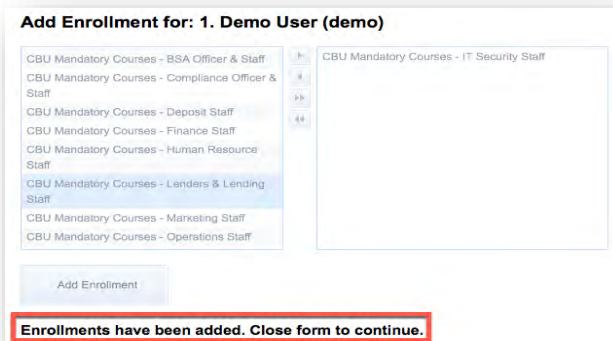 Add Enrollment for: 1. Demo User (demo)
CBU Mandatory Courses - BSA Officer & Staff
CBU Mandatory Courses - Compliance Officer &
Staff
CBU Mandatory Courses - Deposit Staff
CBU Mandatory Courses - Finance Staff
CBU Mandatory Courses - Human Resource
Staff
CBU Mandatory Courses - Lenders & Lending
Staff
CBU Mandatory Courses - Marketing Staff
CBU Mandatory Courses - Operations Staff
CBU Mandatory Courses - IT Security Staff
Add Enrollment
Enrollments have been added. Close form to continue.